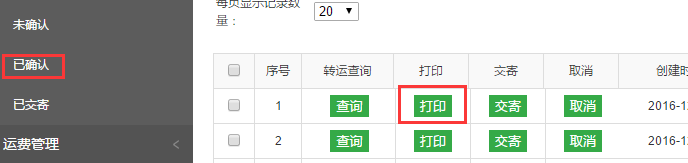 未确认
已确认
已交寄
运费管理
每页显示记录数
量： 20
序号 转运查询 打印 交寄 取消 创建时
1 查询 打印 交寄 取消 2016-12
2 查询 打印 交寄 取消 2016-12